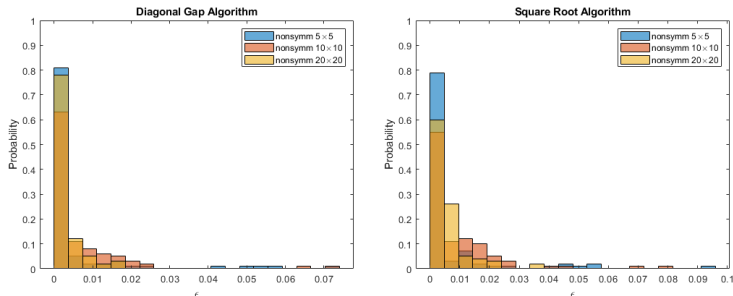 Diagonal Gap Algorithm
1
0.9
0.8
0.7
0.6
0.5
0.4
0.3
0.2
0.1
0
Probability
nonsymm 5×5
nonsymm 10×10
nonsymm 20×20
0 0.01 0.02 0.03 0.04 0.05 0.06 0.07
Square Root Algorithm
1
0.9
0.8
0.7
0.6
0.5
0.4
0.3
0.2
0.1
0
Probability
nonsymm 5×5
nonsymm 10×10
nonsymm 20×20
0 0.01 0.02 0.03 0.04 0.05 0.06 0.07 0.08 0.09 0.1